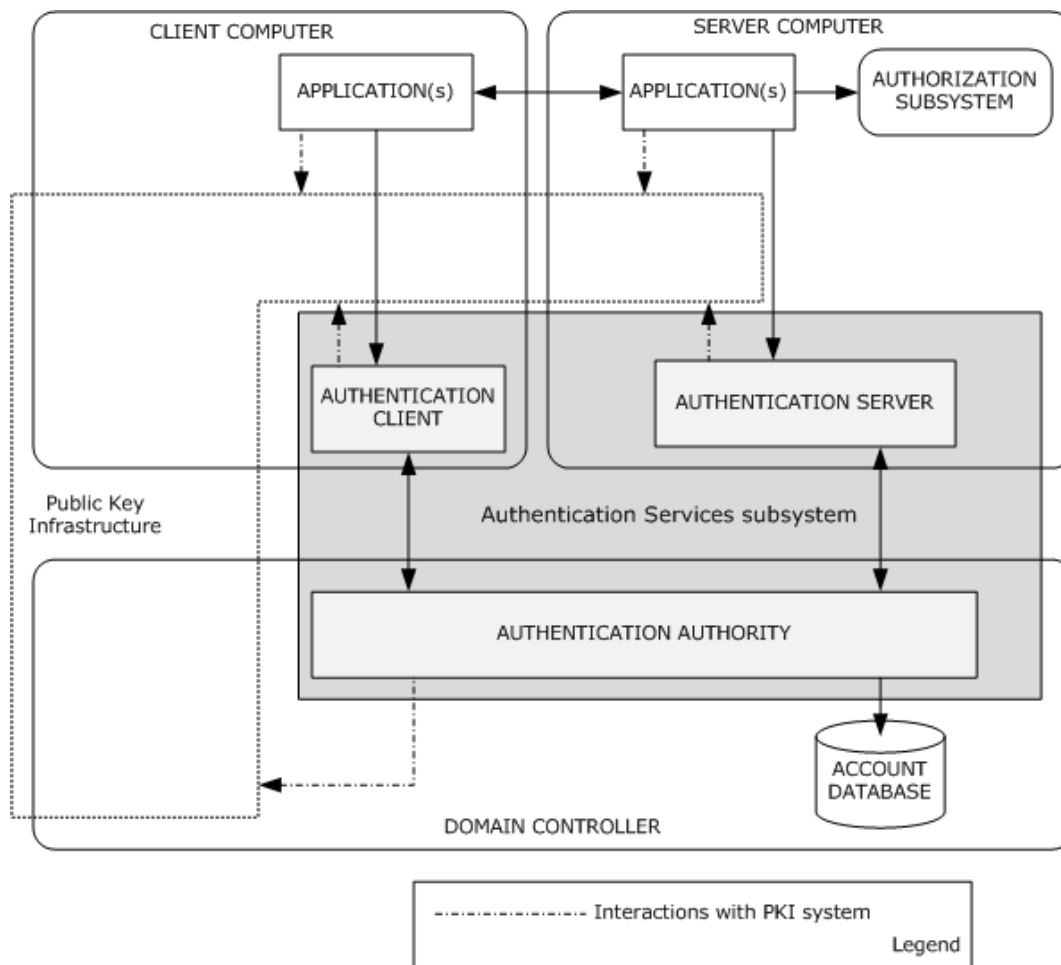 CLIENT COMPUTER
SERVER COMPUTER
APPLICATION(s)
APPLICATION(s)
AUTHORIZATION
SUBSYSTEM
AUTHENTICATION
CLIENT
AUTHENTICATION SERVER
Public Key
Infrastructure
Authentication Services subsystem
AUTHENTICATION AUTHORITY
ACCOUNT
DATABASE
DOMAIN CONTROLLER
Interactions with PKI system
Legend